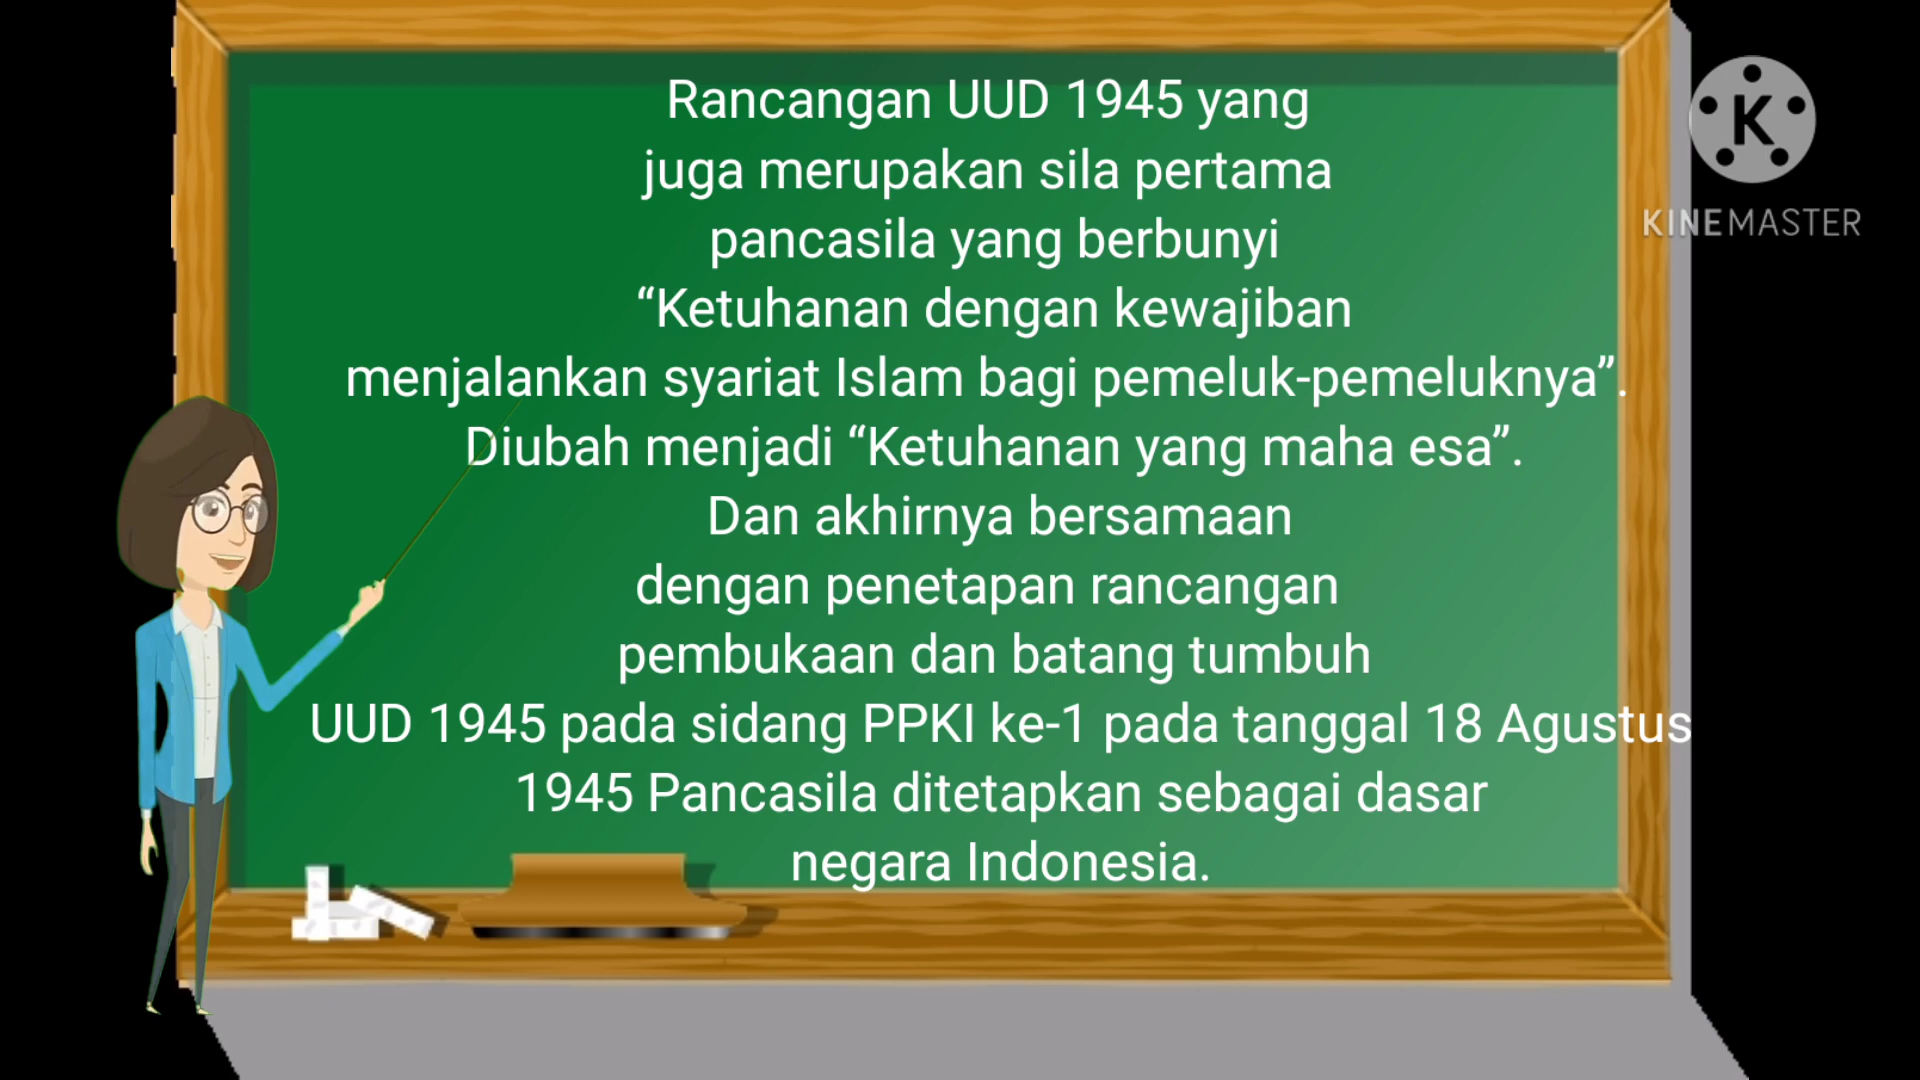 Rancangan UUD 1945 yang
juga merupakan sila pertama
pancasila yang berbunyi
“Ketuhanan dengan kewajiban
menjalankan syariat Islam bagi pemeluk-pemeluknya”.
Diubah menjadi “Ketuhanan yang maha esa”.
Dan akhirnya bersamaan
dengan penetapan rancangan
pembukaan dan batang tumbuh
UUD 1945 pada sidang PPKI ke-1 pada tanggal 18 Agustus
1945 Pancasila ditetapkan sebagai dasar
negara Indonesia.
K
KINEMASTER